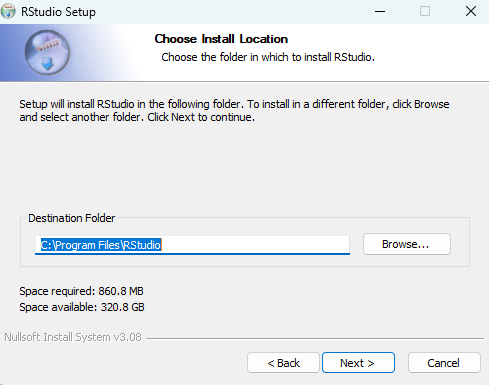 RStudio Setup
Choose Install Location
Choose the folder in which to install RStudio.
Setup will install RStudio in the following folder. To install in a different folder, click Browse
and select another folder. Click Next to continue.
Destination Folder
C:\Program Files\RStudio
Browse...
Space required: 860.8 MB
Space available: 320.8 GB
Nullsoft Install System v3.08
< Back
Next >
Cancel